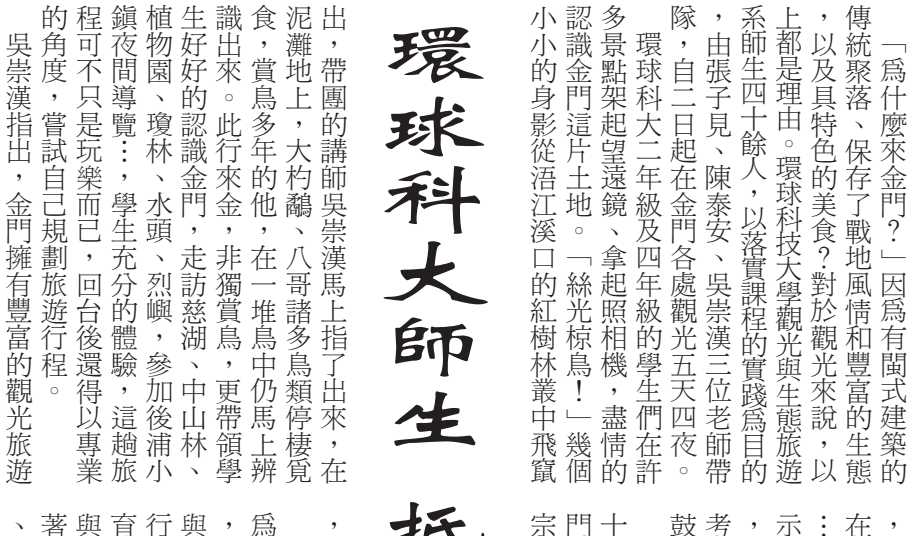 「為什麼來金門？」因為有閩式建築的
傳統聚落、保存了戰地風情和豐富的生態
，以及具特色的美食？對於觀光來說，以
上都是理由。環球科技大學觀光與生態旅遊
系師生四十餘人，以落實課程的實踐為目的
，由張子見、陳泰安、吳崇漢三位老師帶
隊，自二日起在金門各處觀光五天四夜。
環球科大二年級及四年級的學生們在許
多景點架起望遠鏡、拿起照相機，盡情的
認識金門這片土地。「絲光椋鳥！」幾個
小小的身影從浯江溪口的紅樹林叢中飛竄
環球科大師生 抵
出，帶團的講師吳崇漢馬上指了出來，在
泥灘地上，大杓鷸、八哥諸多鳥類停棲覓
食，賞鳥多年的他，在一堆鳥中仍馬上辨
識出來。此行來金，非獨賞鳥，更帶領學
生好好的認識金門，走訪慈湖、中山林、
植物園、瓊林、水頭、烈嶼，參加後浦小
鎮夜間導覽…，學生充分的體驗，這趟旅
程可不只是玩樂而已，回台後還得以專業
的角度，嘗試自己規劃旅遊行程。
吳崇漢指出，金門擁有豐富的觀光旅遊
，
在
…
示
，
考
鼓
十
門
宗
，
為
，
與
行
育
與
著
、